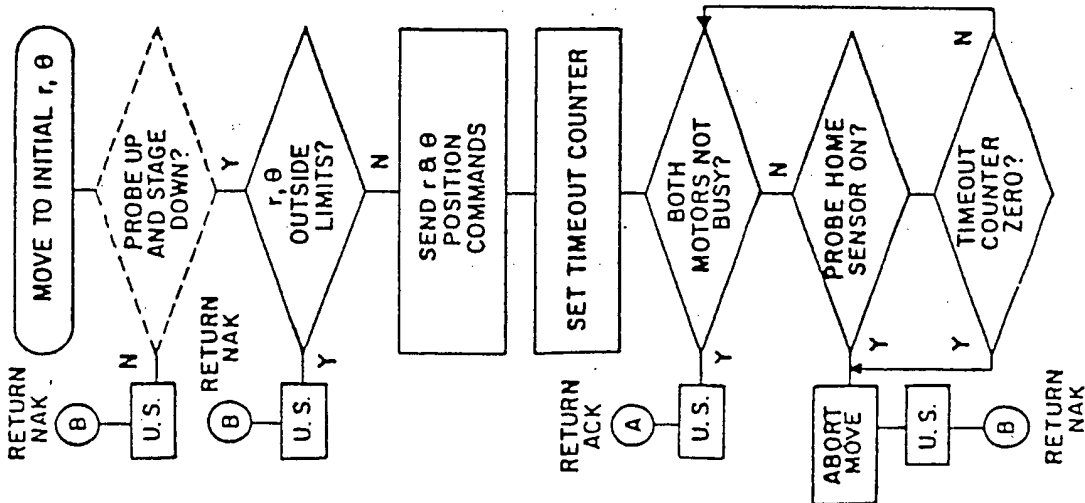 MOVE TO INITIAL r, θ
PROBE UP
AND STAGE
DOWN?
N
Y
RETURN
NAK
B
U. S.
r, θ
OUTSIDE
LIMITS?
Y
N
RETURN
NAK
B
U. S.
SEND r & θ
POSITION
COMMANDS
SET TIMEOUT COUNTER
BOTH
MOTORS NOT
BUSY?
Y
N
RETURN
ACK
A
U. S.
PROBE HOME
SENSOR ON?
Y
TIMEOUT
COUNTER
ZERO?
Y
N
ABORT
MOVE
U. S.
B
RETURN
NAK